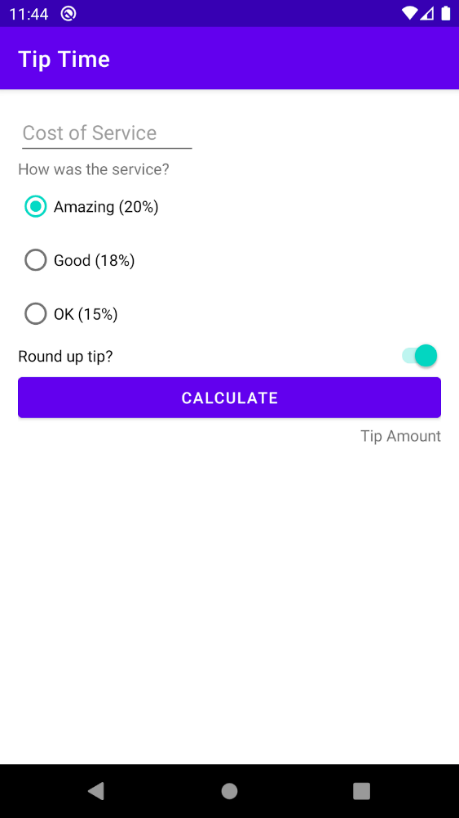 11:44
Tip Time
Cost of Service
How was the service?
Amazing (20%)
Good (18%)
OK (15%)
Round up tip?
CALCULATE
Tip Amount